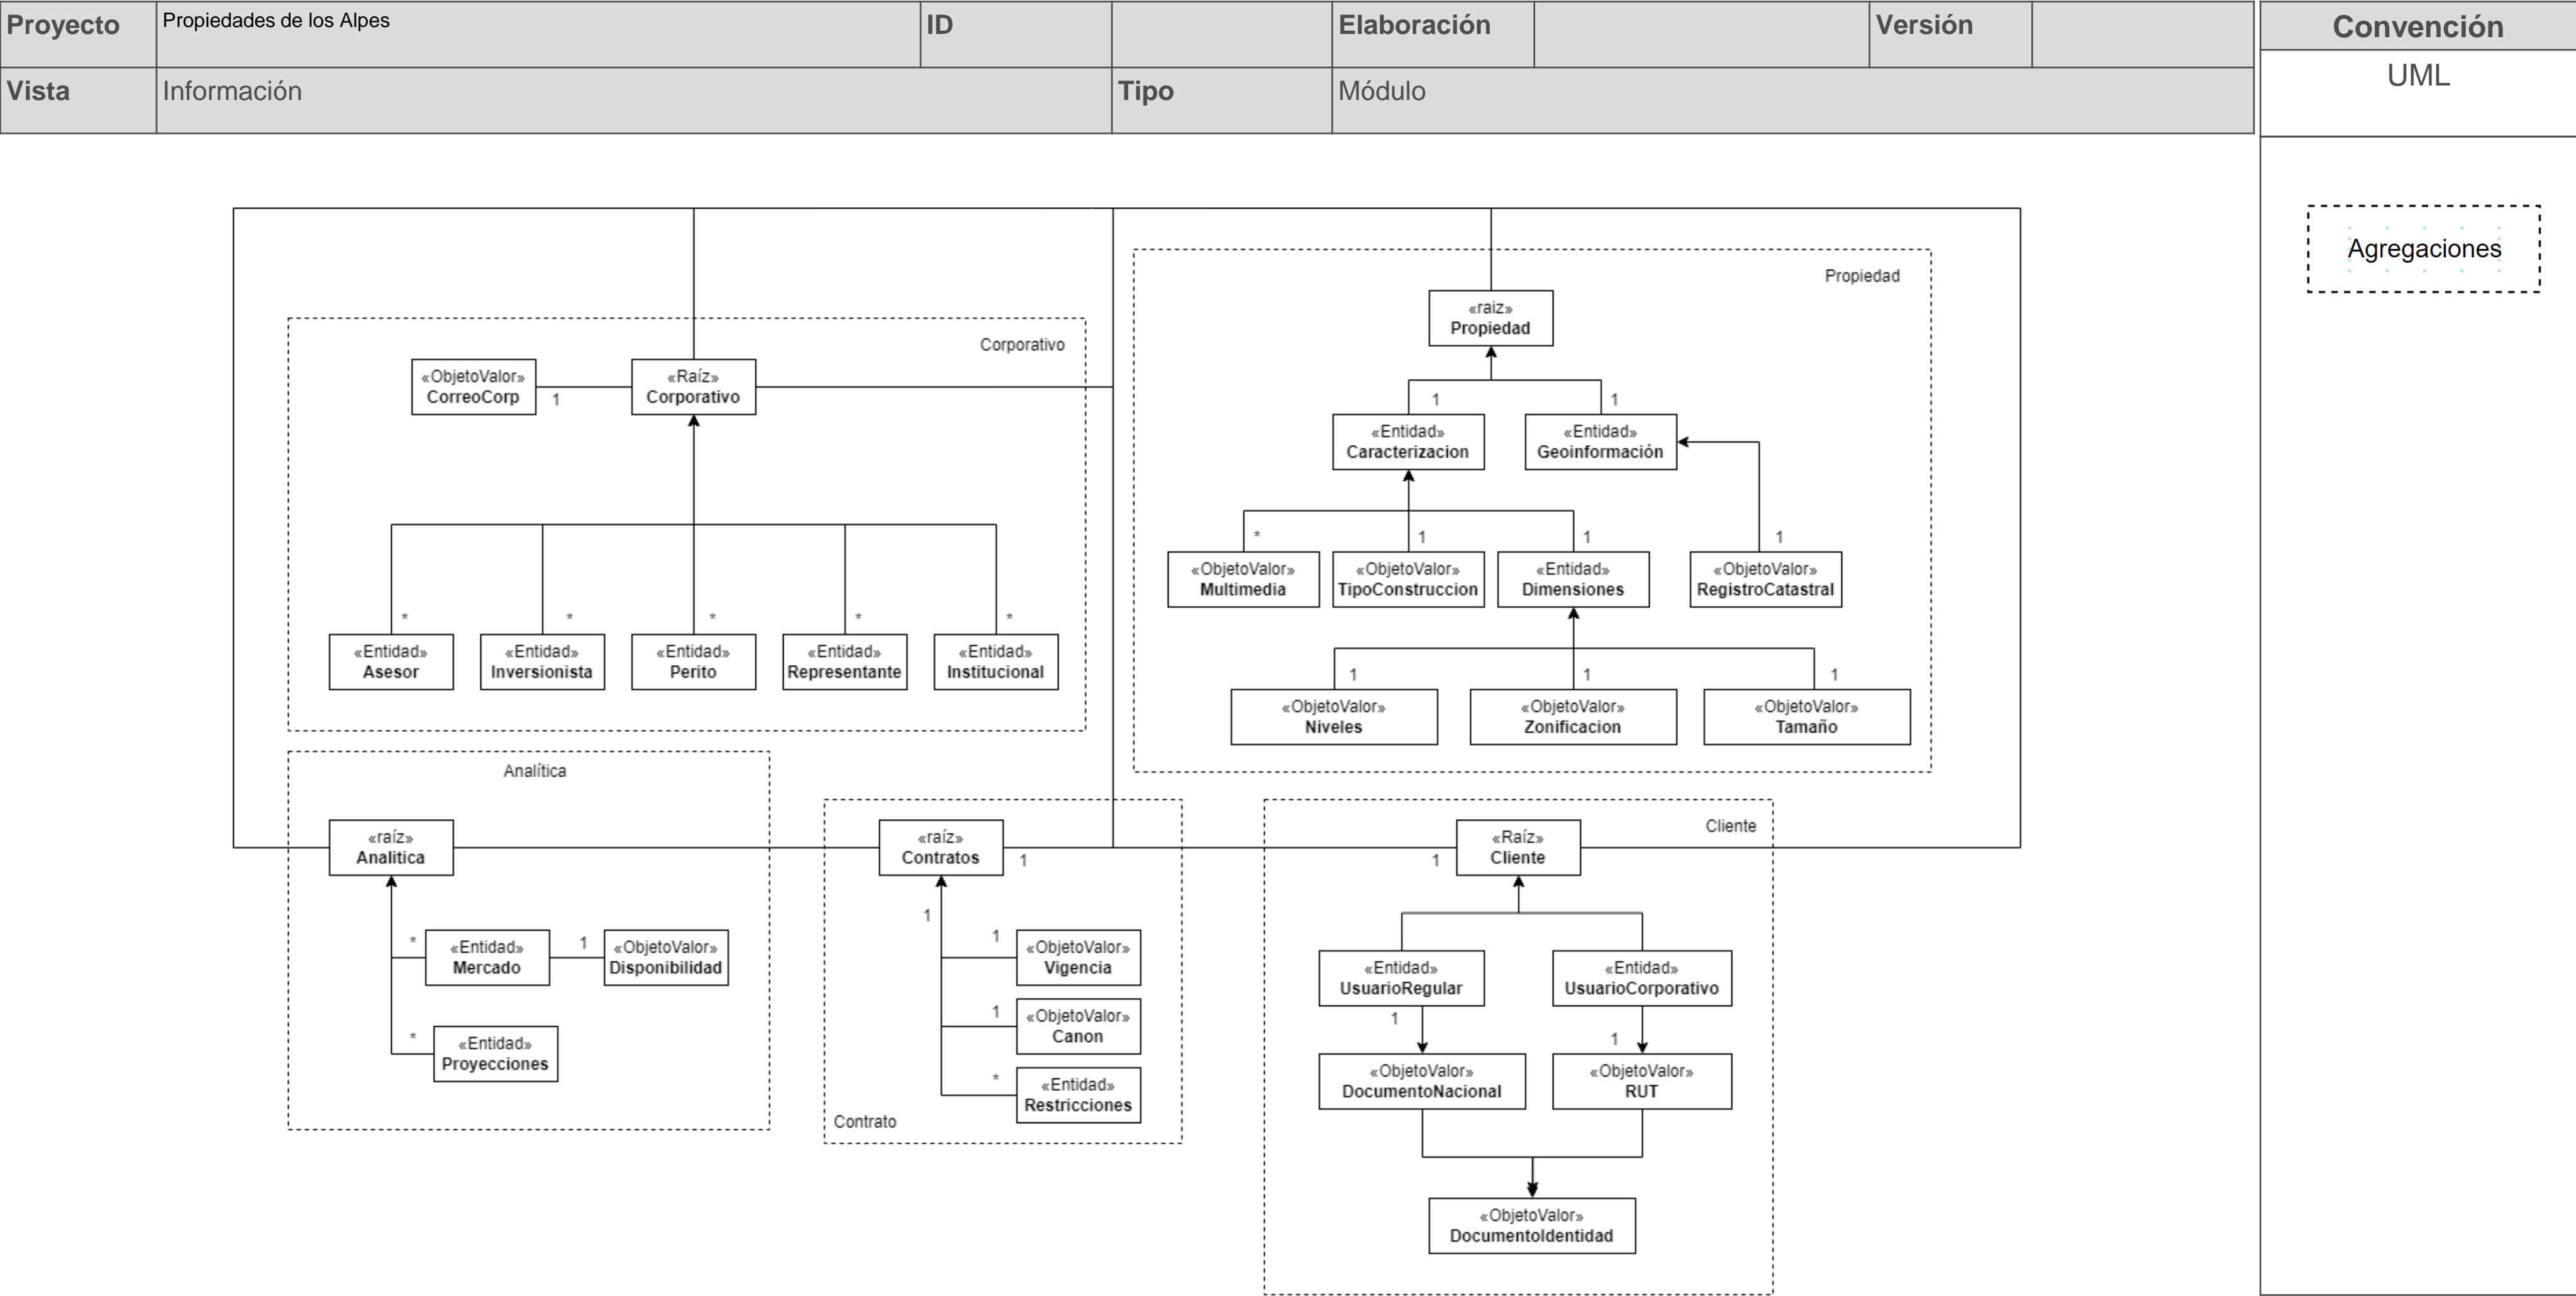 Proyecto
Propiedades de los Alpes
ID
Elaboración
Versión
Convención
Vista
Información
Tipo
Módulo
UML
Agregaciones
Propiedad
«raiz»
Propiedad
1
1
«Entidad»
Caracterizacion
«Entidad»
Geoinformación
*
1
1
1
«ObjetoValor»
Multimedia
«ObjetoValor»
TipoConstruccion
«Entidad»
Dimensiones
«ObjetoValor»
RegistroCatastral
1
1
1
«ObjetoValor»
Niveles
«ObjetoValor»
Zonificacion
«ObjetoValor»
Tamaño
Corporativo
«ObjetoValor»
CorreoCorp
1
«Raíz»
Corporativo
*
*
*
*
*
«Entidad»
Asesor
«Entidad»
Inversionista
«Entidad»
Perito
«Entidad»
Representante
«Entidad»
Institucional
Analítica
«raíz»
Analitica
*
«Entidad»
Mercado
1
«ObjetoValor»
Disponibilidad
*
«Entidad»
Proyecciones
«raíz»
Contratos
1
1
1
«ObjetoValor»
Vigencia
1
«ObjetoValor»
Canon
*
«Entidad»
Restricciones
Contrato
Cliente
1
«Raíz»
Cliente
«Entidad»
UsuarioRegular
«Entidad»
UsuarioCorporativo
1
1
«ObjetoValor»
DocumentoNacional
«ObjetoValor»
RUT
«ObjetoValor»
DocumentoIdentidad